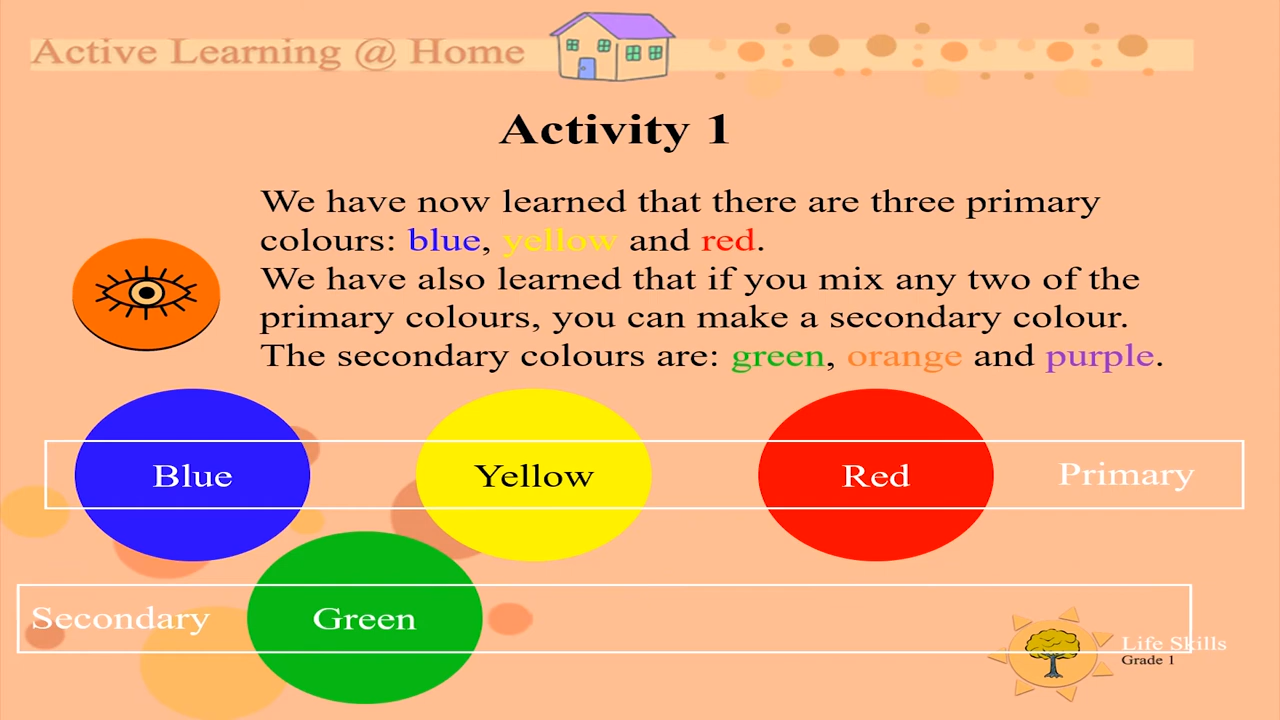 Active Learning @ Home
Activity 1
We have now learned that there are three primary
colours: blue, yellow and red.
We have also learned that if you mix any two of the
primary colours, you can make a secondary colour.
The secondary colours are: green, orange and purple.
Blue
Yellow
Red
Primary
Secondary
Green
Life Skills
Grade 1